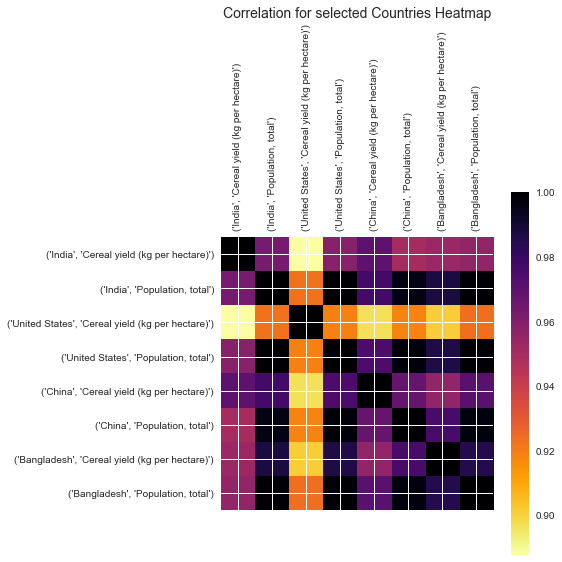 Correlation for selected Countries Heatmap
('India', 'Cereal yield (kg per hectare)')
('India', 'Population, total')
('United States', 'Cereal yield (kg per hectare)')
('United States', 'Population, total')
('China', 'Cereal yield (kg per hectare)')
('China', 'Population, total')
('Bangladesh', 'Cereal yield (kg per hectare)')
('Bangladesh', 'Population, total')
('India', 'Cereal yield (kg per hectare)')
('India', 'Population, total')
('United States', 'Cereal yield (kg per hectare)')
('United States', 'Population, total')
('China', 'Cereal yield (kg per hectare)')
('China', 'Population, total')
('Bangladesh', 'Cereal yield (kg per hectare)')
('Bangladesh', 'Population, total')
1.00
0.98
0.96
0.94
0.92
0.90